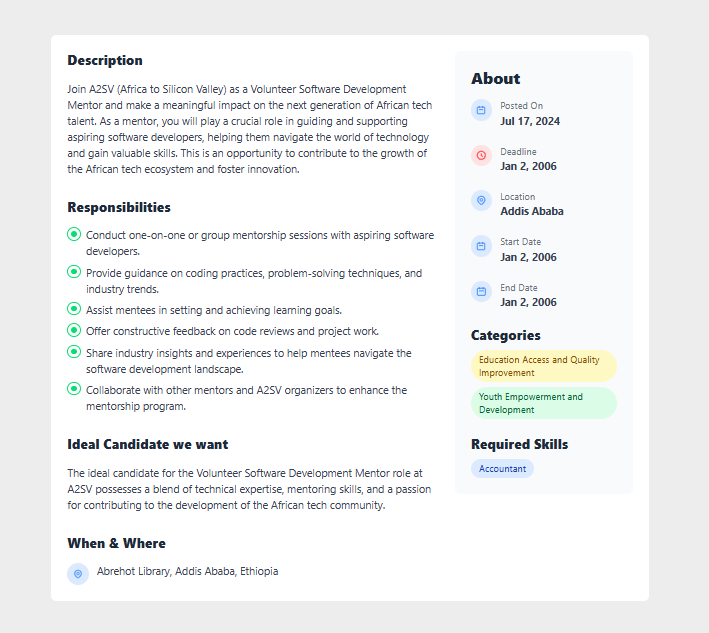 Description
Join A2SV (Africa to Silicon Valley) as a Volunteer Software Development
Mentor and make a meaningful impact on the next generation of African tech
talent. As a mentor, you will play a crucial role in guiding and supporting
aspiring software developers, helping them navigate the world of technology
and gain valuable skills. This is an opportunity to contribute to the growth of
the African tech ecosystem and foster innovation.
Responsibilities
Conduct one-on-one or group mentorship sessions with aspiring software
developers.
Provide guidance on coding practices, problem-solving techniques, and
industry trends.
Assist mentees in setting and achieving learning goals.
Offer constructive feedback on code reviews and project work.
Share industry insights and experiences to help mentees navigate the
software development landscape.
Collaborate with other mentors and A2SV organizers to enhance the
mentorship program.
Ideal Candidate we want
The ideal candidate for the Volunteer Software Development Mentor role at
A2SV possesses a blend of technical expertise, mentoring skills, and a passion
for contributing to the development of the African tech community.
When & Where
Abrehot Library, Addis Ababa, Ethiopia
About
Posted On
Jul 17, 2024
Deadline
Jan 2, 2006
Location
Addis Ababa
Start Date
Jan 2, 2006
End Date
Jan 2, 2006
Categories
Education Access and Quality
Improvement
Youth Empowerment and
Development
Required Skills
Accountant